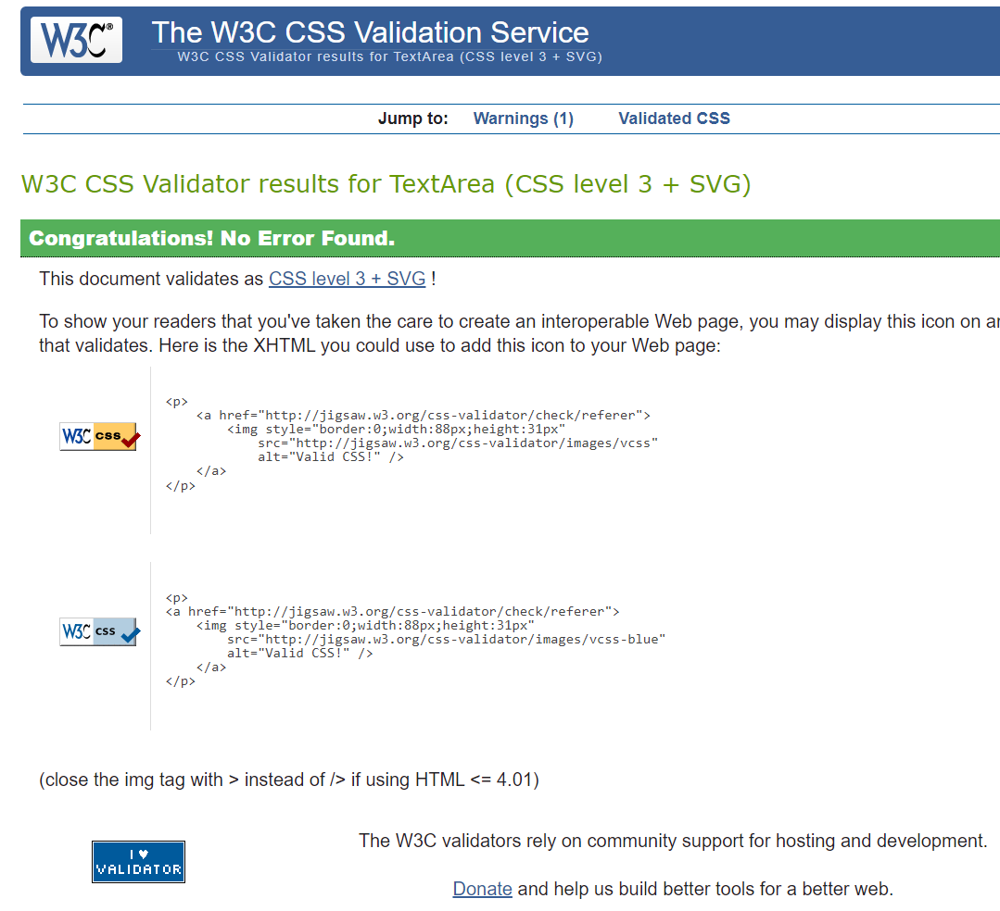 W3C®
The W3C CSS Validation Service
W3C CSS Validator results for TextArea (CSS level 3 + SVG)
Jump to: Warnings (1) Validated CSS
W3C CSS Validator results for TextArea (CSS level 3 + SVG)
Congratulations! No Error Found.
This document validates as CSS level 3 + SVG !
To show your readers that you've taken the care to create an interoperable Web page, you may display this icon on
that validates. Here is the XHTML you could use to add this icon to your Web page:
W3C css
<p>
    <a href="http://jigsaw.w3.org/css-validator/check/referer">
        <img style="border:0;width:88px;height:31px"
            src="http://jigsaw.w3.org/css-validator/images/vcss"
            alt="Valid CSS!" />
    </a>
</p>
W3C css
<p>
<a href="http://jigsaw.w3.org/css-validator/check/referer">
    <img style="border:0;width:88px;height:31px"
        src="http://jigsaw.w3.org/css-validator/images/vcss-blue"
        alt="Valid CSS!" />
    </a>
</p>
(close the img tag with > instead of /> if using HTML <= 4.01)
I ♥
VALIDATOR
The W3C validators rely on community support for hosting and development.
Donate and help us build better tools for a better web.